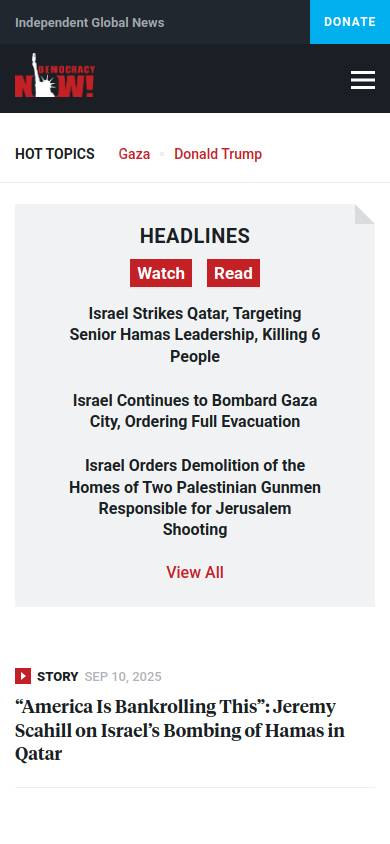 Independent Global News
DONATE
DEMOCRACY
NOW!
HOT TOPICS
Gaza
Donald Trump
HEADLINES
Watch
Read
Israel Strikes Qatar, Targeting
Senior Hamas Leadership, Killing 6
People
Israel Continues to Bombard Gaza
City, Ordering Full Evacuation
Israel Orders Demolition of the
Homes of Two Palestinian Gunmen
Responsible for Jerusalem
Shooting
View All
STORY SEP 10, 2025
“America Is Bankrolling This”: Jeremy
Scahill on Israel’s Bombing of Hamas in
Qatar